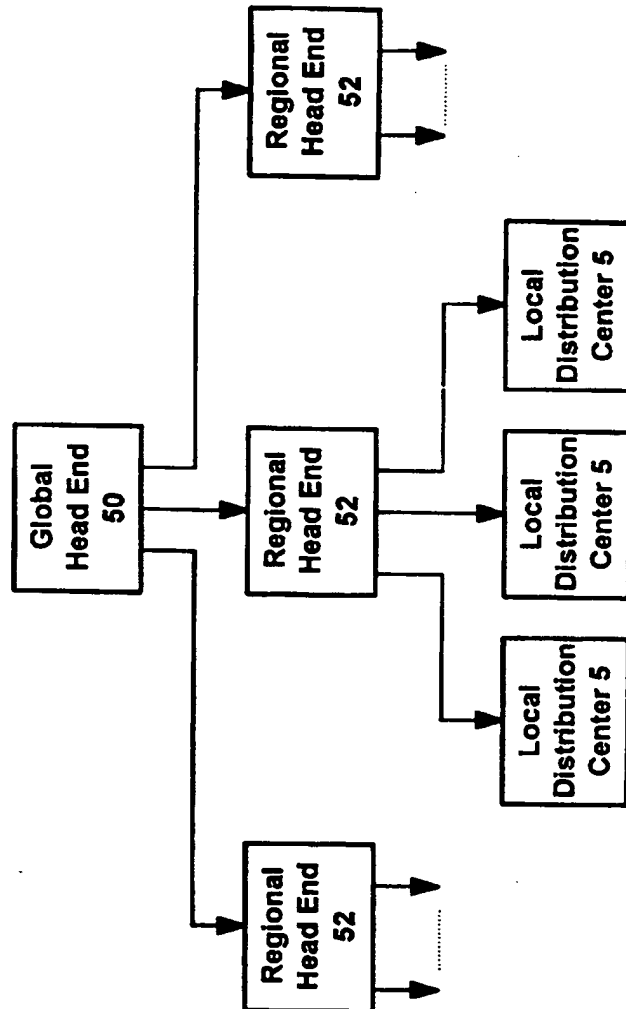 Global
Head End
50
Regional
Head End
52
Regional
Head End
52
Regional
Head End
52
Local
Distribution
Center 5
Local
Distribution
Center 5
Local
Distribution
Center 5